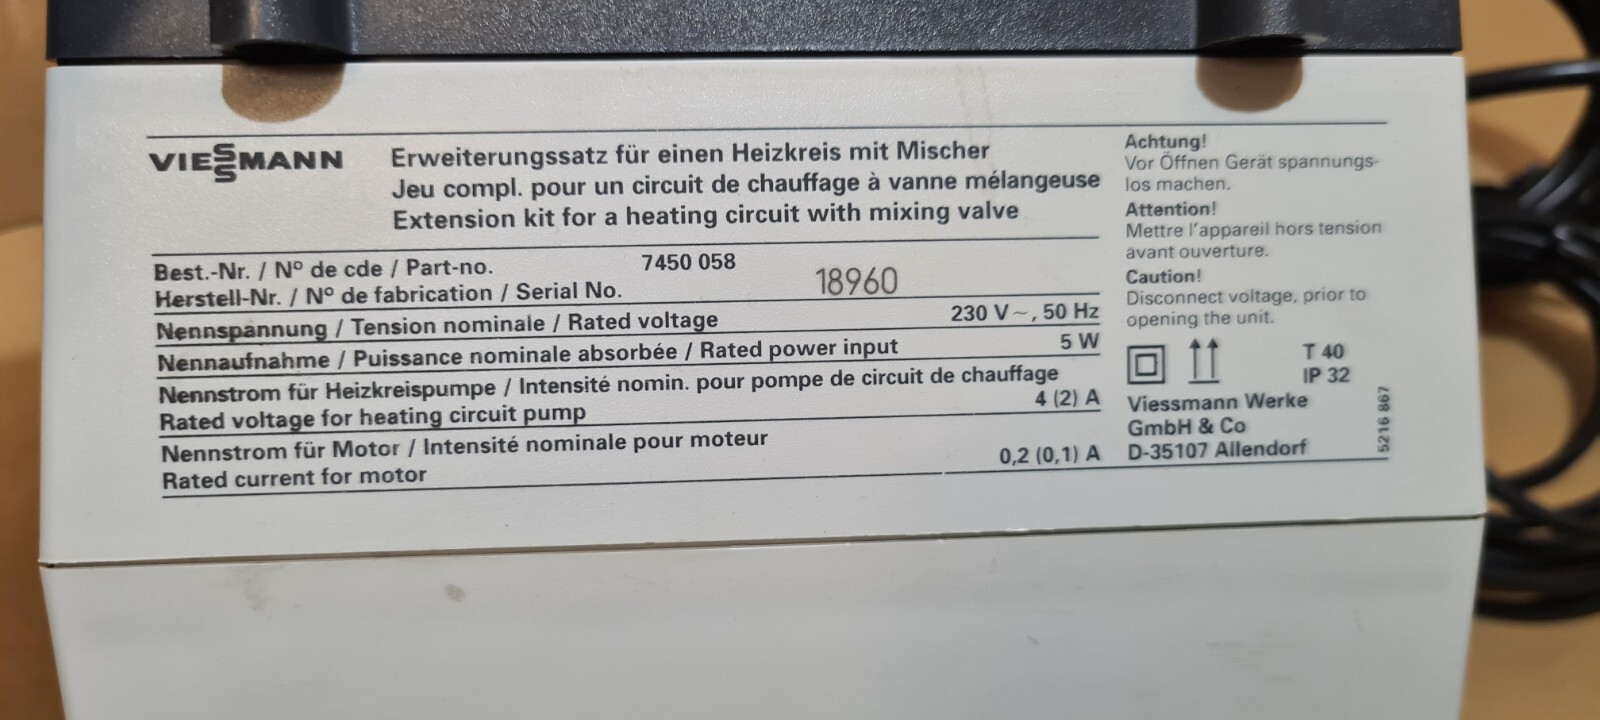 VIESSMANN
Erweiterungssatz für einen Heizkreis mit Mischer
Jeu compl. pour un circuit de chauffage à vanne mélangeuse
Extension kit for a heating circuit with mixing valve
Best.-Nr. / Nº de cde / Part-no. 7450 058
Herstell-Nr. / Nº de fabrication / Serial No. 18960
Nennspannung / Tension nominale / Rated voltage 230 V~, 50 Hz
Nennaufnahme / Puissance nominale absorbée / Rated power input 5 W
Nennstrom für Heizkreispumpe / Intensité nomin. pour pompe de circuit de chauffage
Rated voltage for heating circuit pump 4 (2) A
Nennstrom für Motor / Intensité nominale pour moteur
Rated current for motor 0,2 (0,1) A
Achtung!
Vor Öffnen Gerät spannungs-
los machen.
Attention!
Mettre l'appareil hors tension
avant ouverture.
Caution!
Disconnect voltage, prior to
opening the unit.
T 40
IP 32
Viessmann Werke
GmbH & Co
D-35107 Allendorf
5216 867